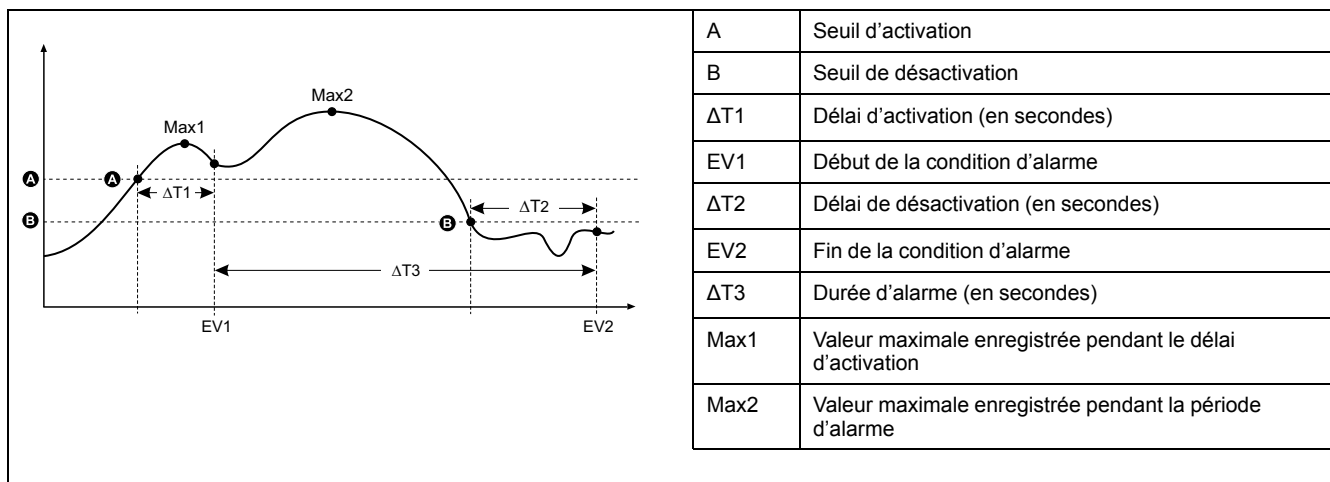 Max2
Max1
A
A
ΔT1
B
B
ΔT2
ΔT3
EV1
EV2
A Seuil d’activation
B Seuil de désactivation
ΔT1 Délai d’activation (en secondes)
EV1 Début de la condition d’alarme
ΔT2 Délai de désactivation (en secondes)
EV2 Fin de la condition d’alarme
ΔT3 Durée d’alarme (en secondes)
Max1 Valeur maximale enregistrée pendant le délai
d’activation
Max2 Valeur maximale enregistrée pendant la période
d’alarme